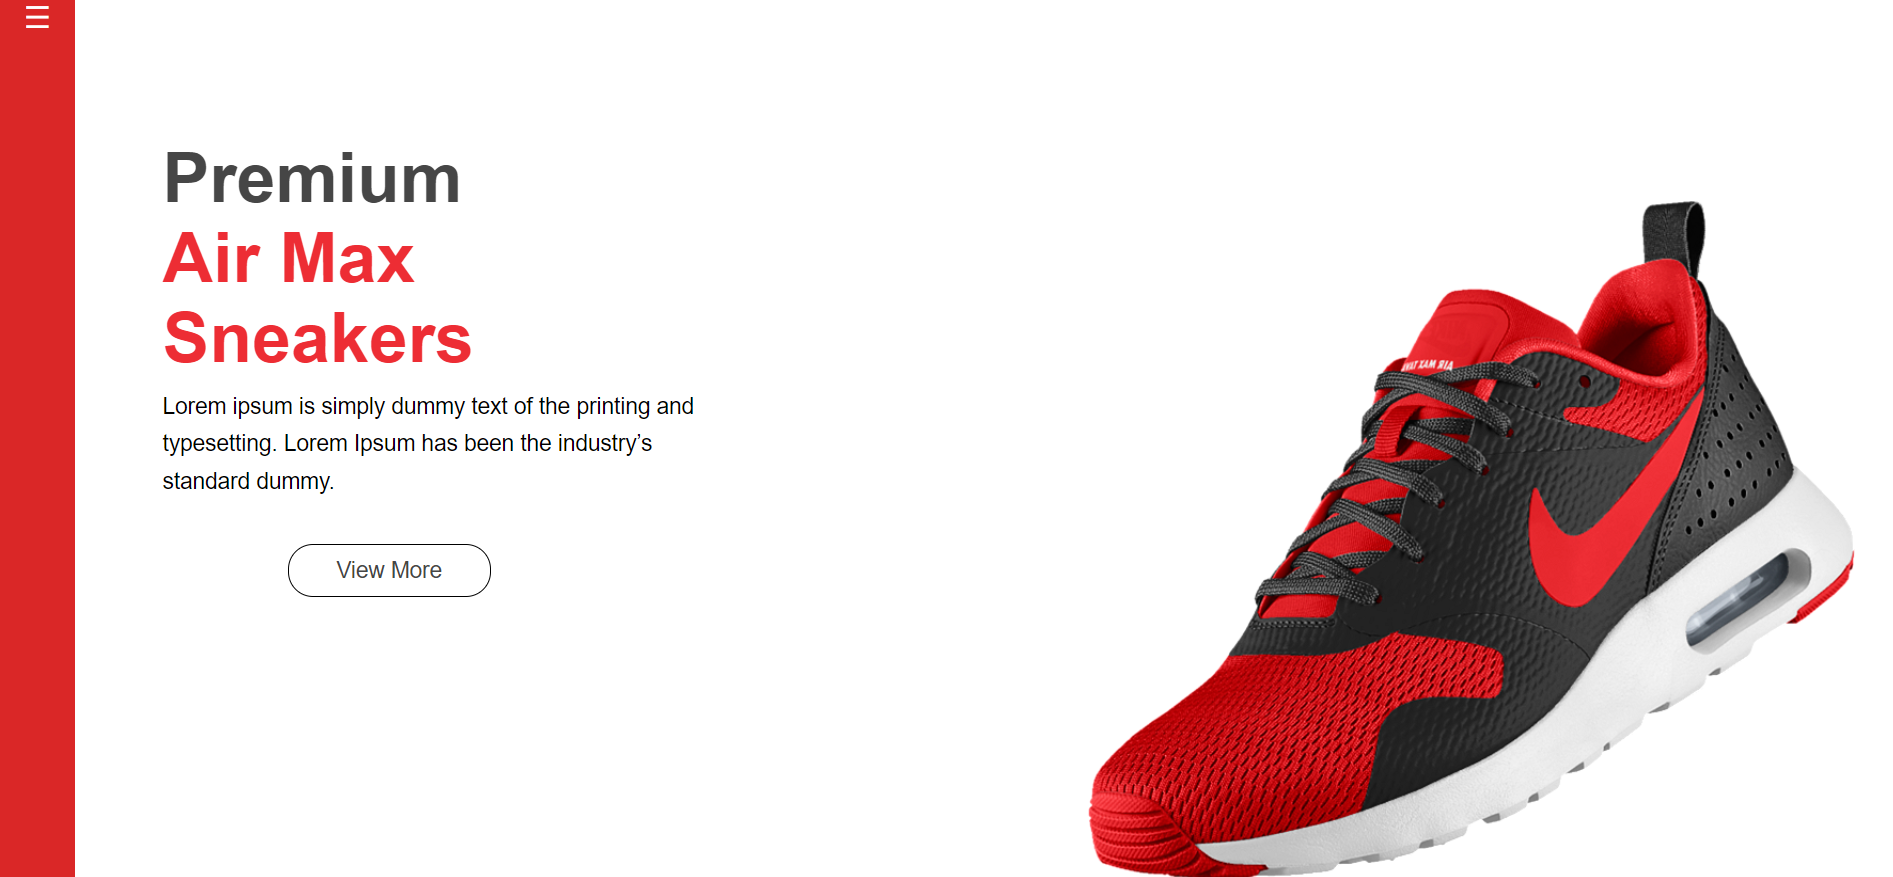 Premium
Air Max
Sneakers
Lorem ipsum is simply dummy text of the printing and
typesetting. Lorem Ipsum has been the industry’s
standard dummy.
View More
AIR MAX